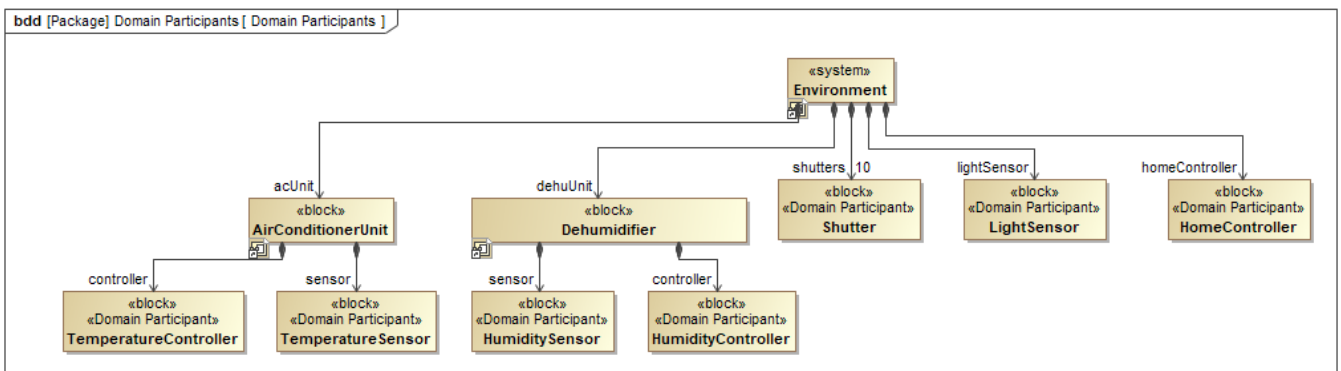 bdd [Package] Domain Participants [ Domain Participants ]
«system»
Environment
acUnit
dehuUnit
shutters 10
lightSensor
homeController
«block»
AirConditionerUnit
«block»
Dehumidifier
«block»
«Domain Participant»
Shutter
«block»
«Domain Participant»
LightSensor
«block»
«Domain Participant»
HomeController
controller
sensor
sensor
controller
«block»
«Domain Participant»
TemperatureController
«block»
«Domain Participant»
TemperatureSensor
«block»
«Domain Participant»
HumiditySensor
«block»
«Domain Participant»
HumidityController